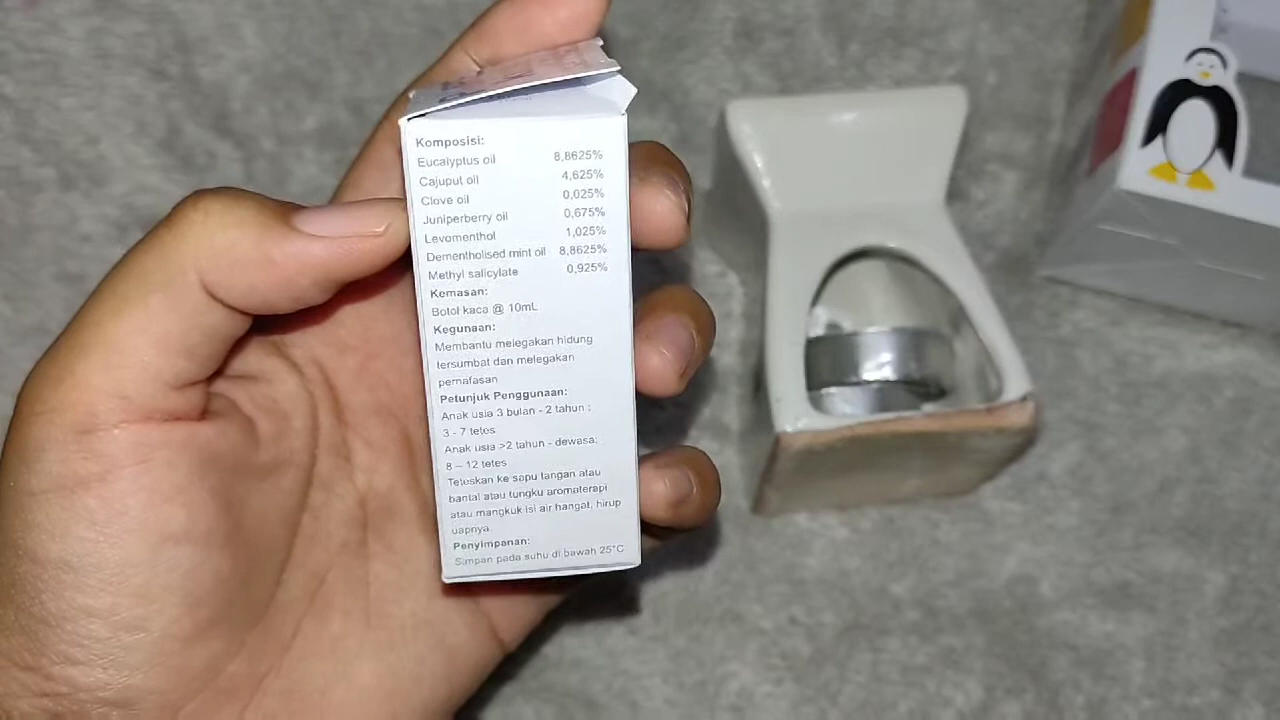 Komposisi:
Eucalyptus oil 8,8625%
Cajuput oil 4,625%
Clove oil 0,025%
Juniperberry oil 0,675%
Levomenthol 1,025%
Dementholised mint oil 8,8625%
Methyl salicylate 0,925%
Kemasan:
Botol kaca @ 10mL
Kegunaan:
Membantu melegakan hidung
tersumbat dan melegakan
pernafasan
Petunjuk Penggunaan:
Anak usia 3 bulan - 2 tahun :
3 - 7 tetes
Anak usia >2 tahun - dewasa:
8 – 12 tetes
Teteskan ke sapu tangan atau
bantal atau tungku aromaterapi
atau mangkuk isi air hangat, hirup
uapnya.
Penyimpanan:
Simpan pada suhu di bawah 25°C